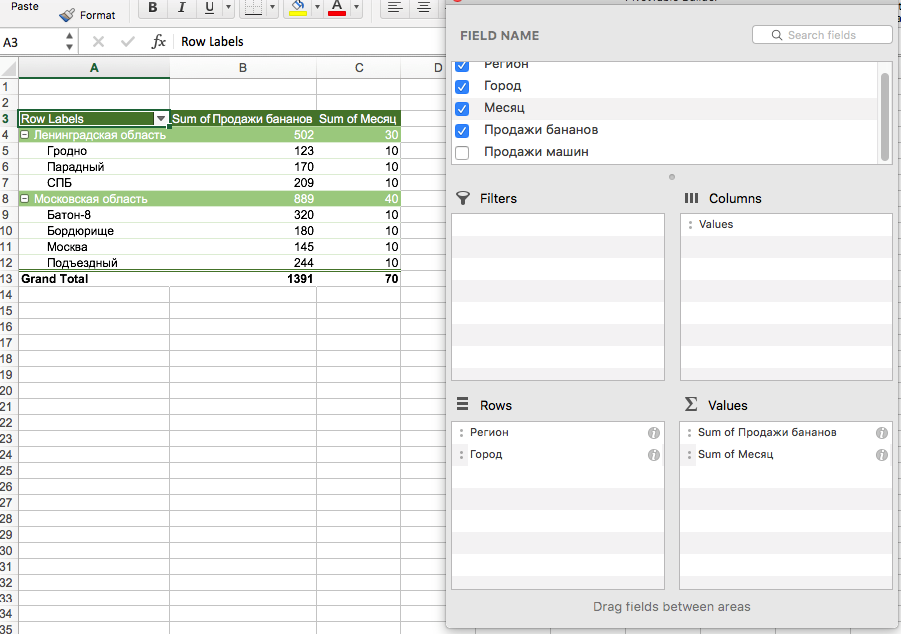 Paste
Format
B I U A
A3 fx Row Labels
FIELD NAME
Search fields
A B C D
Регион
Город
Месяц
Продажи бананов
Продажи машин
1
2
3 Row Labels Sum of Продажи бананов Sum of Месяц
4 Ленинградская область 502 30
5 Гродно 123 10
6 Парадный 170 10
7 СПБ 209 10
8 Московская область 889 40
9 Батон-8 320 10
10 Бордюрище 180 10
11 Москва 145 10
12 Подъездный 244 10
13 Grand Total 1391 70
14
15
16
17
18
19
20
21
22
23
24
25
26
27
28
29
30
31
32
33
34
35
Filters
Columns
Values
Rows
Регион
Город
Values
Sum of Продажи бананов
Sum of Месяц
Drag fields between areas